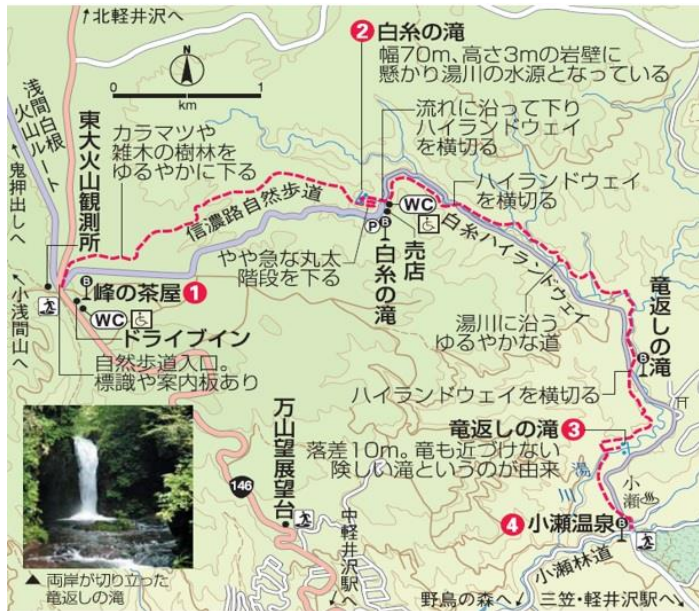 ↗北軽井沢へ
N
0
1
km
浅間白根
火山ルート
←鬼押出しへ
東大火山観測所
↖小浅間山へ
カラマツや
雑木の樹林を
ゆるやかに下る
信濃路自然歩道
❷白糸の滝
幅70m、高さ3mの岩壁に
懸かり湯川の水源となっている
流れに沿って下り
ハイランドウェイ
を横切る
ハイランドウェイ
を横切る
WC
P
B
売店
白糸の滝
白糸ハイランドウェイ
やや急な丸太
階段を下る
B
峰の茶屋❶
WC
ドライブイン
自然歩道入口。
標識や案内板あり
湯川に沿う
ゆるやかな道
竜返しの滝
B
ハイランドウェイを横切る
竜返しの滝❸
落差10m。竜も近づけない
険しい滝というのが由来
湯川
小瀬
❹小瀬温泉
B
小瀬林道
万山望展望台
146
中軽井沢駅へ
野鳥の森へ
三笠・軽井沢駅へ
▲両岸が切り立った
竜返しの滝